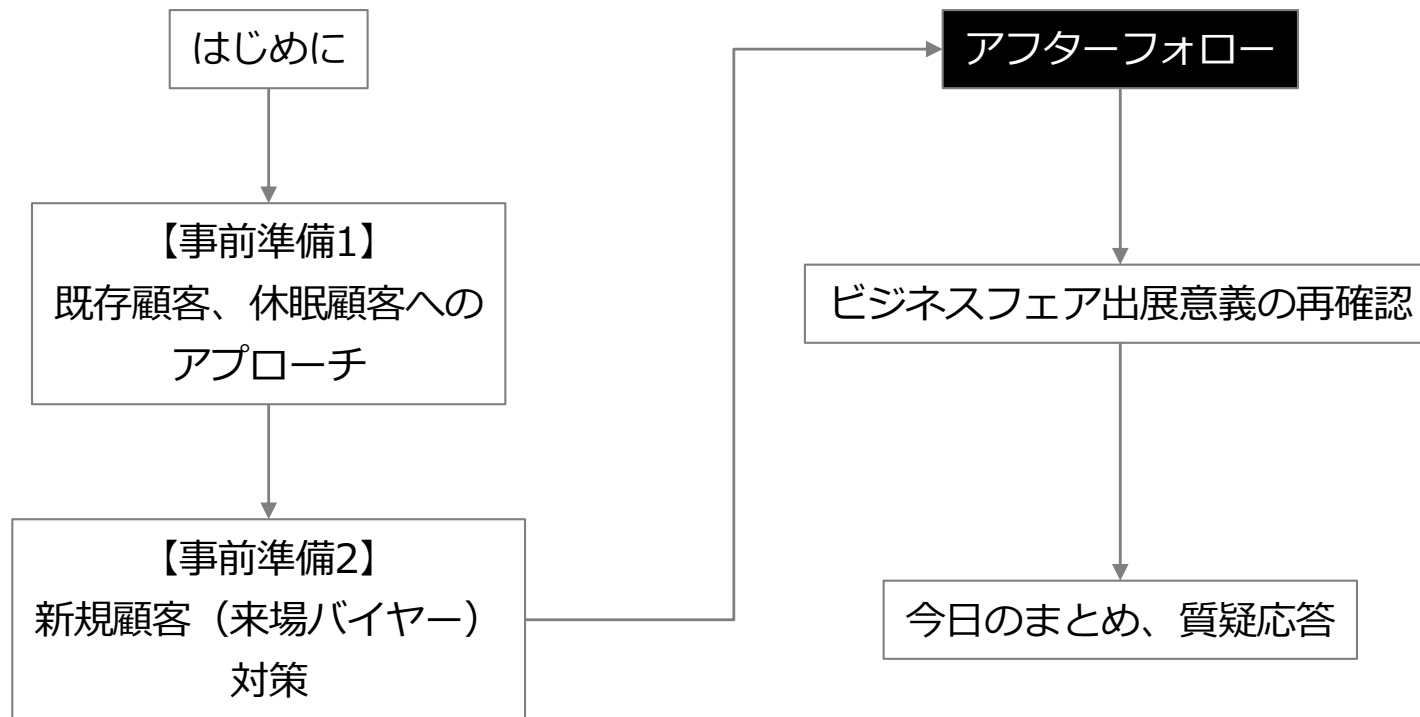 はじめに
【事前準備1】
既存顧客、休眠顧客への
アプローチ
【事前準備2】
新規顧客（来場バイヤー）
対策
アフターフォロー
ビジネスフェア出展意義の再確認
今日のまとめ、質疑応答